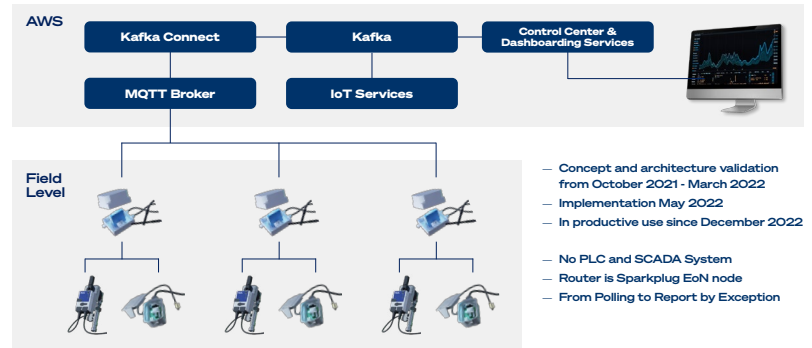 AWS
Kafka Connect
Kafka
Control Center &
Dashboarding Services
MQTT Broker
IoT Services
Field
Level
— Concept and architecture validation
from October 2021 - March 2022
— Implementation May 2022
— In productive use since December 2022
— No PLC and SCADA System
— Router is Sparkplug EoN node
— From Polling to Report by Exception